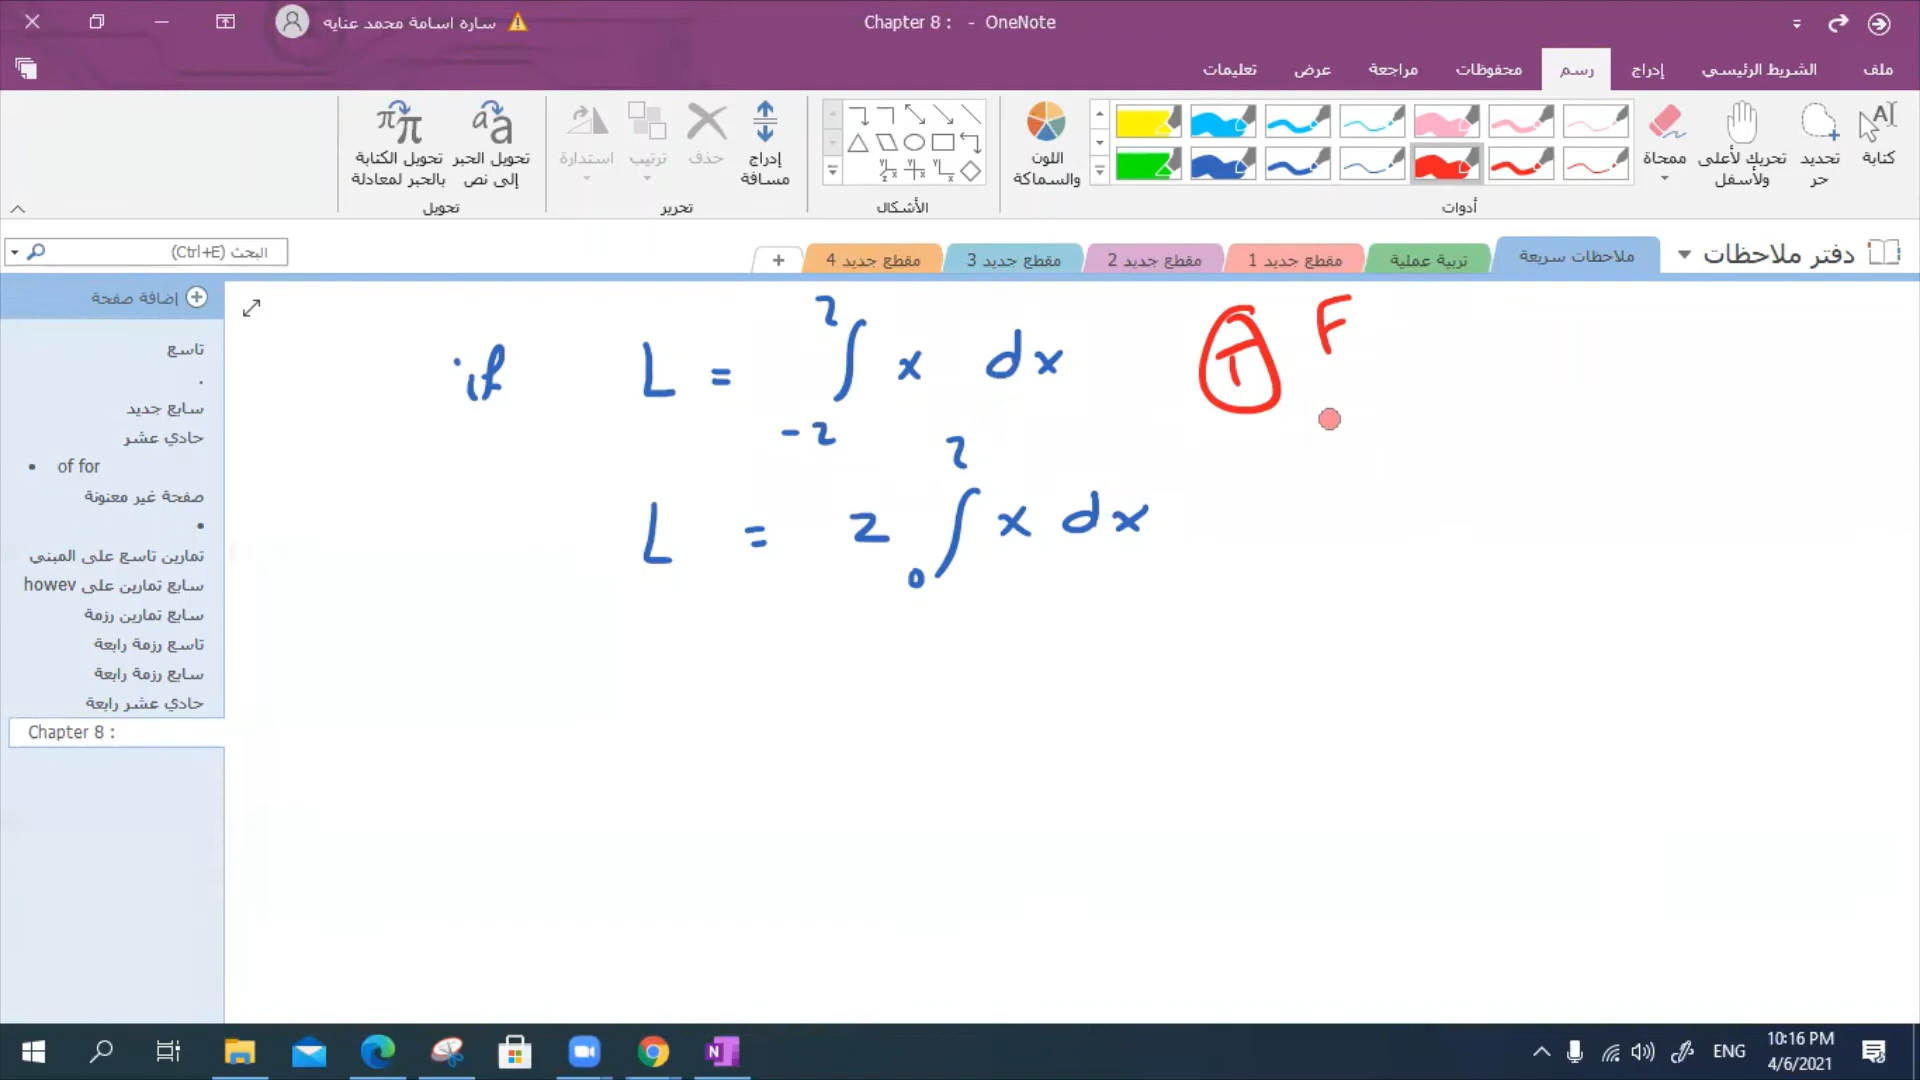 ساره اسامة محمد عنايه
Chapter 8 : - OneNote
ملف
الشريط الرئيسي
إدراج
رسم
محفوظات
مراجعة
عرض
تعليمات
كتابة
تحديد حر
تحريك لأعلى ولأسفل
ممحاة
أدوات
اللون والسماكة
الأشكال
إدراج مسافة
حذف
ترتيب
استدارة
تحرير
تحويل الحبر إلى نص
تحويل الكتابة بالحبر لمعادلة
تحويل
دفتر ملاحظات
ملاحظات سريعة
تربية عملية
مقطع جديد 1
مقطع جديد 2
مقطع جديد 3
مقطع جديد 4
+
البحث (Ctrl+E)
إضافة صفحة
تاسع
.
سابع جديد
حادي عشر
• of for
صفحة غير معنونة
•
تمارين تاسع على المبني
سابع تمارين على howev
سابع تمارين رزمة
تاسع رزمة رابعة
سابع رزمة رابعة
حادي عشر رابعة
Chapter 8 :
if L = ∫_{-2}^{2} x dx T F
L = 2 ∫_{0}^{2} x dx
ENG
10:16 PM
4/6/2021